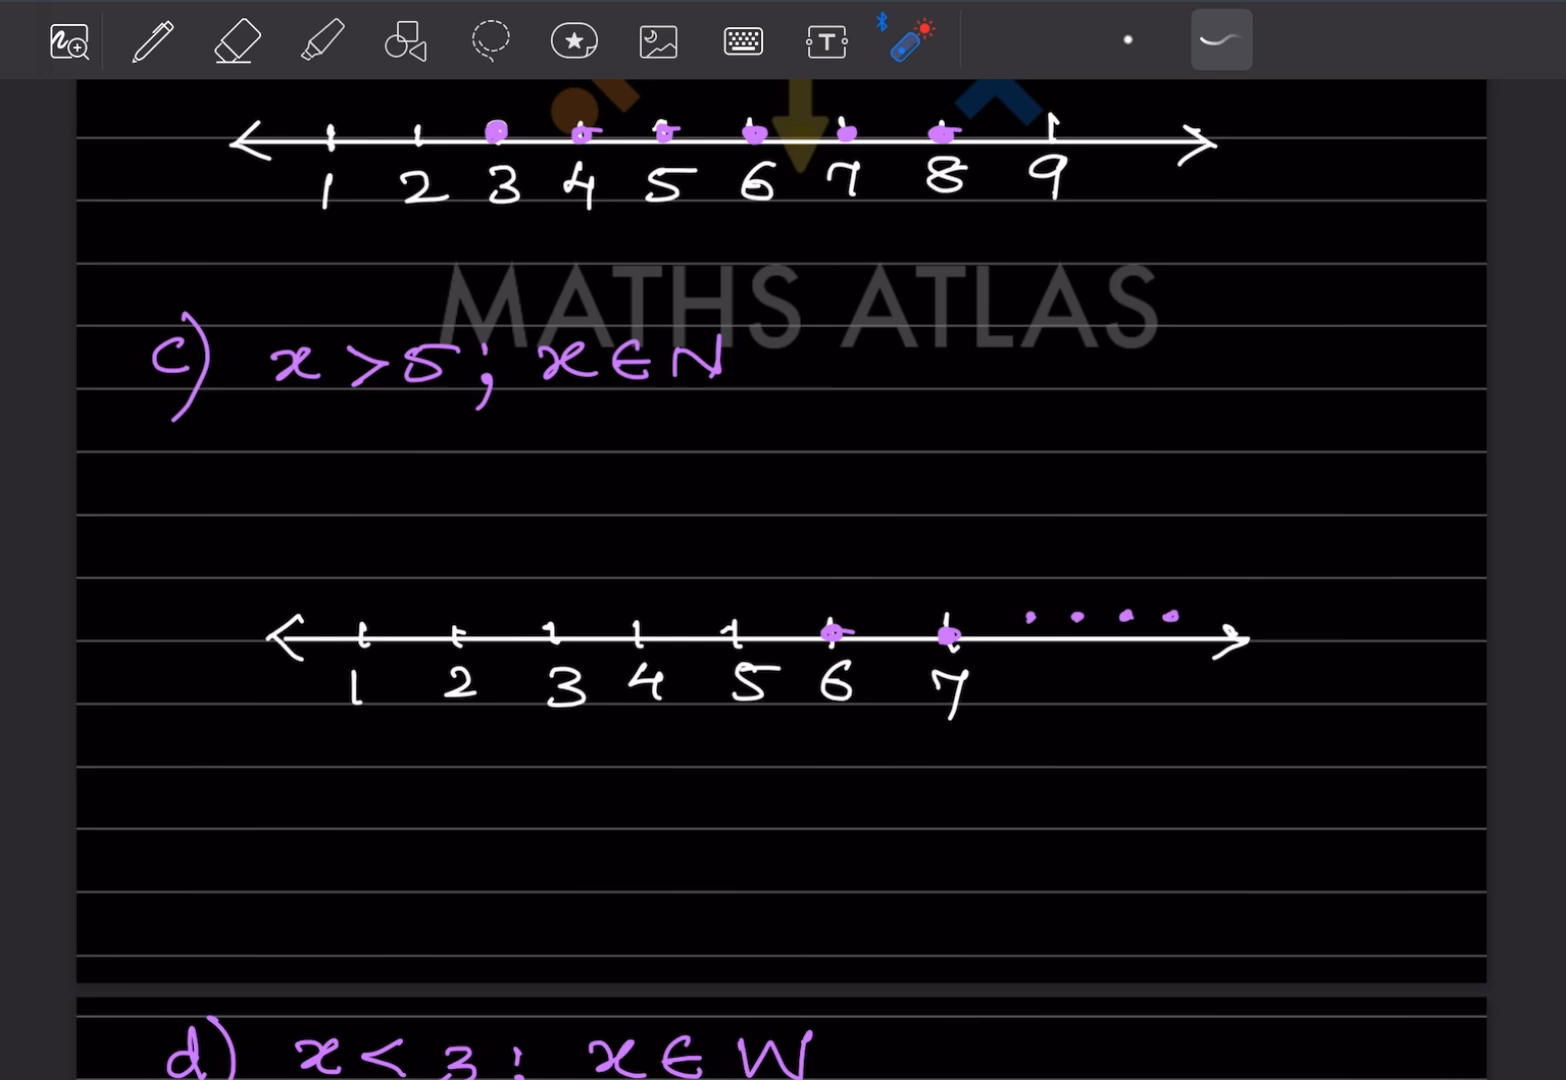 1 2 3 4 5 6 7 8 9
MATHS ATLAS
c) x > 5 ; x ∈ N
1 2 3 4 5 6 7
d) x < 3 ; x ∈ W